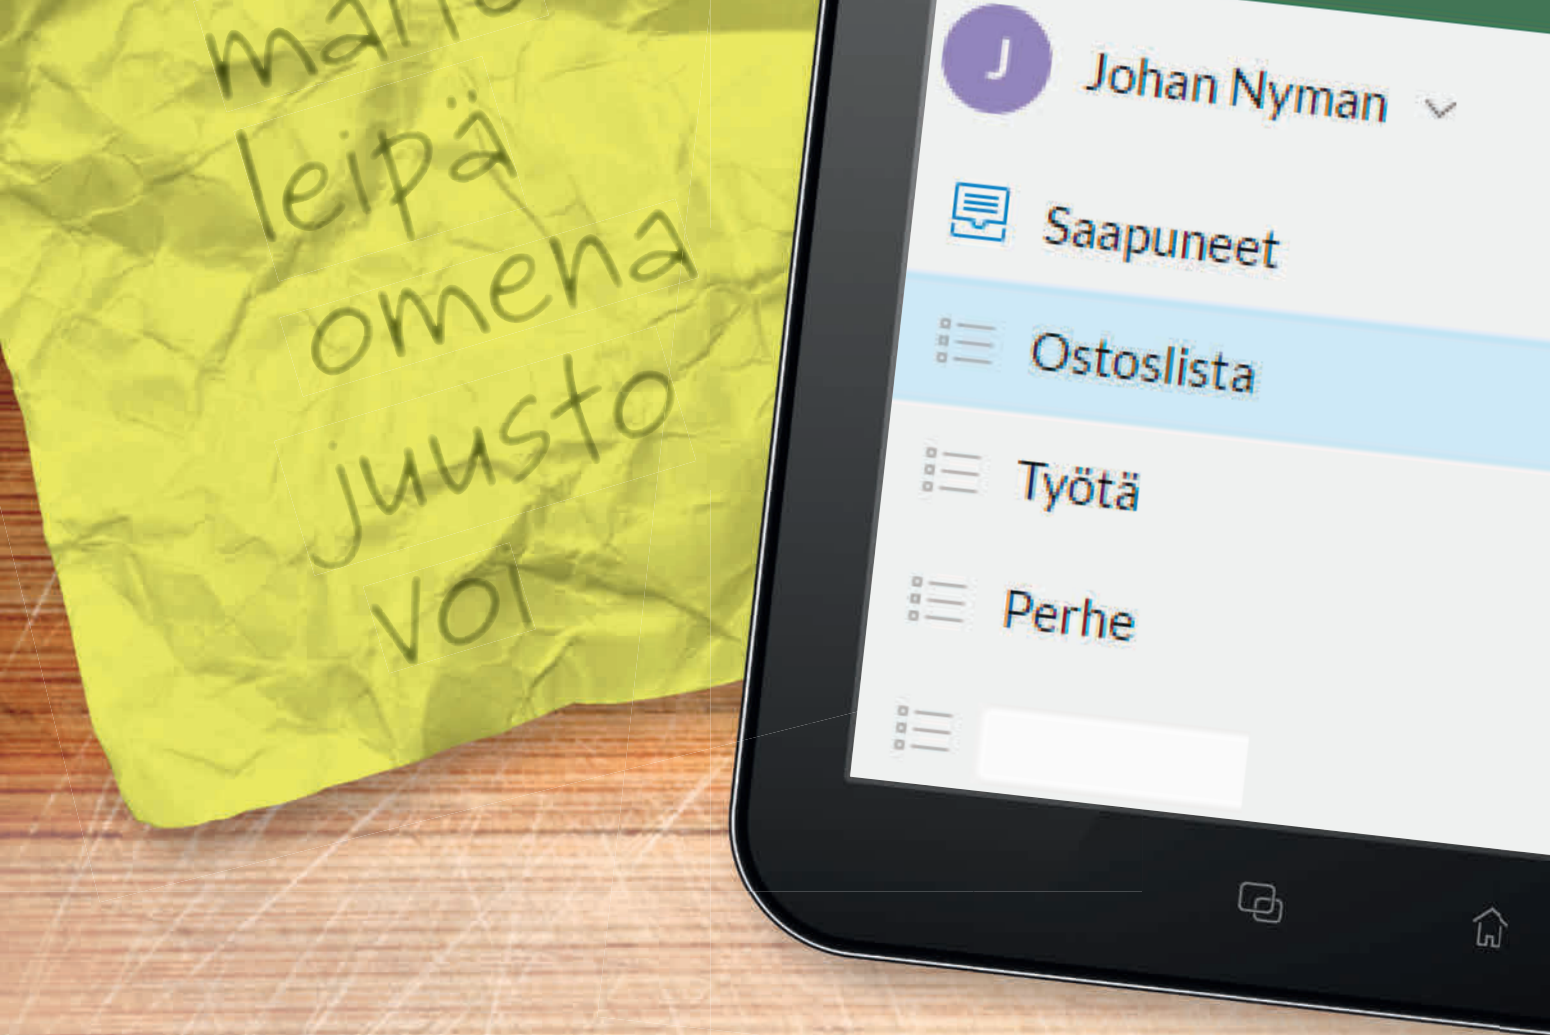 leipä
omena
juusto
voi
J
Johan Nyman
Saapuneet
Ostoslista
Työtä
Perhe